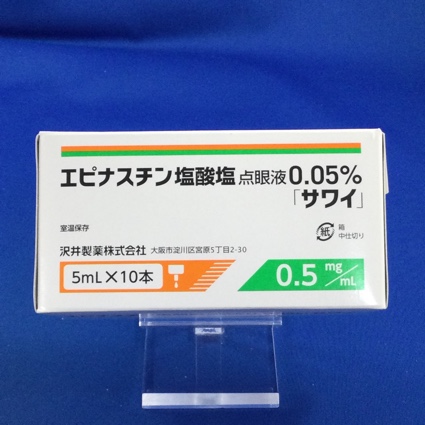 エピナスチン塩酸塩点眼液0.05%
「サワイ」
室温保存
紙
箱
中仕切り
沢井製薬株式会社 大阪市淀川区宮原5丁目2-30
5mL×10本
0.5 mg/mL